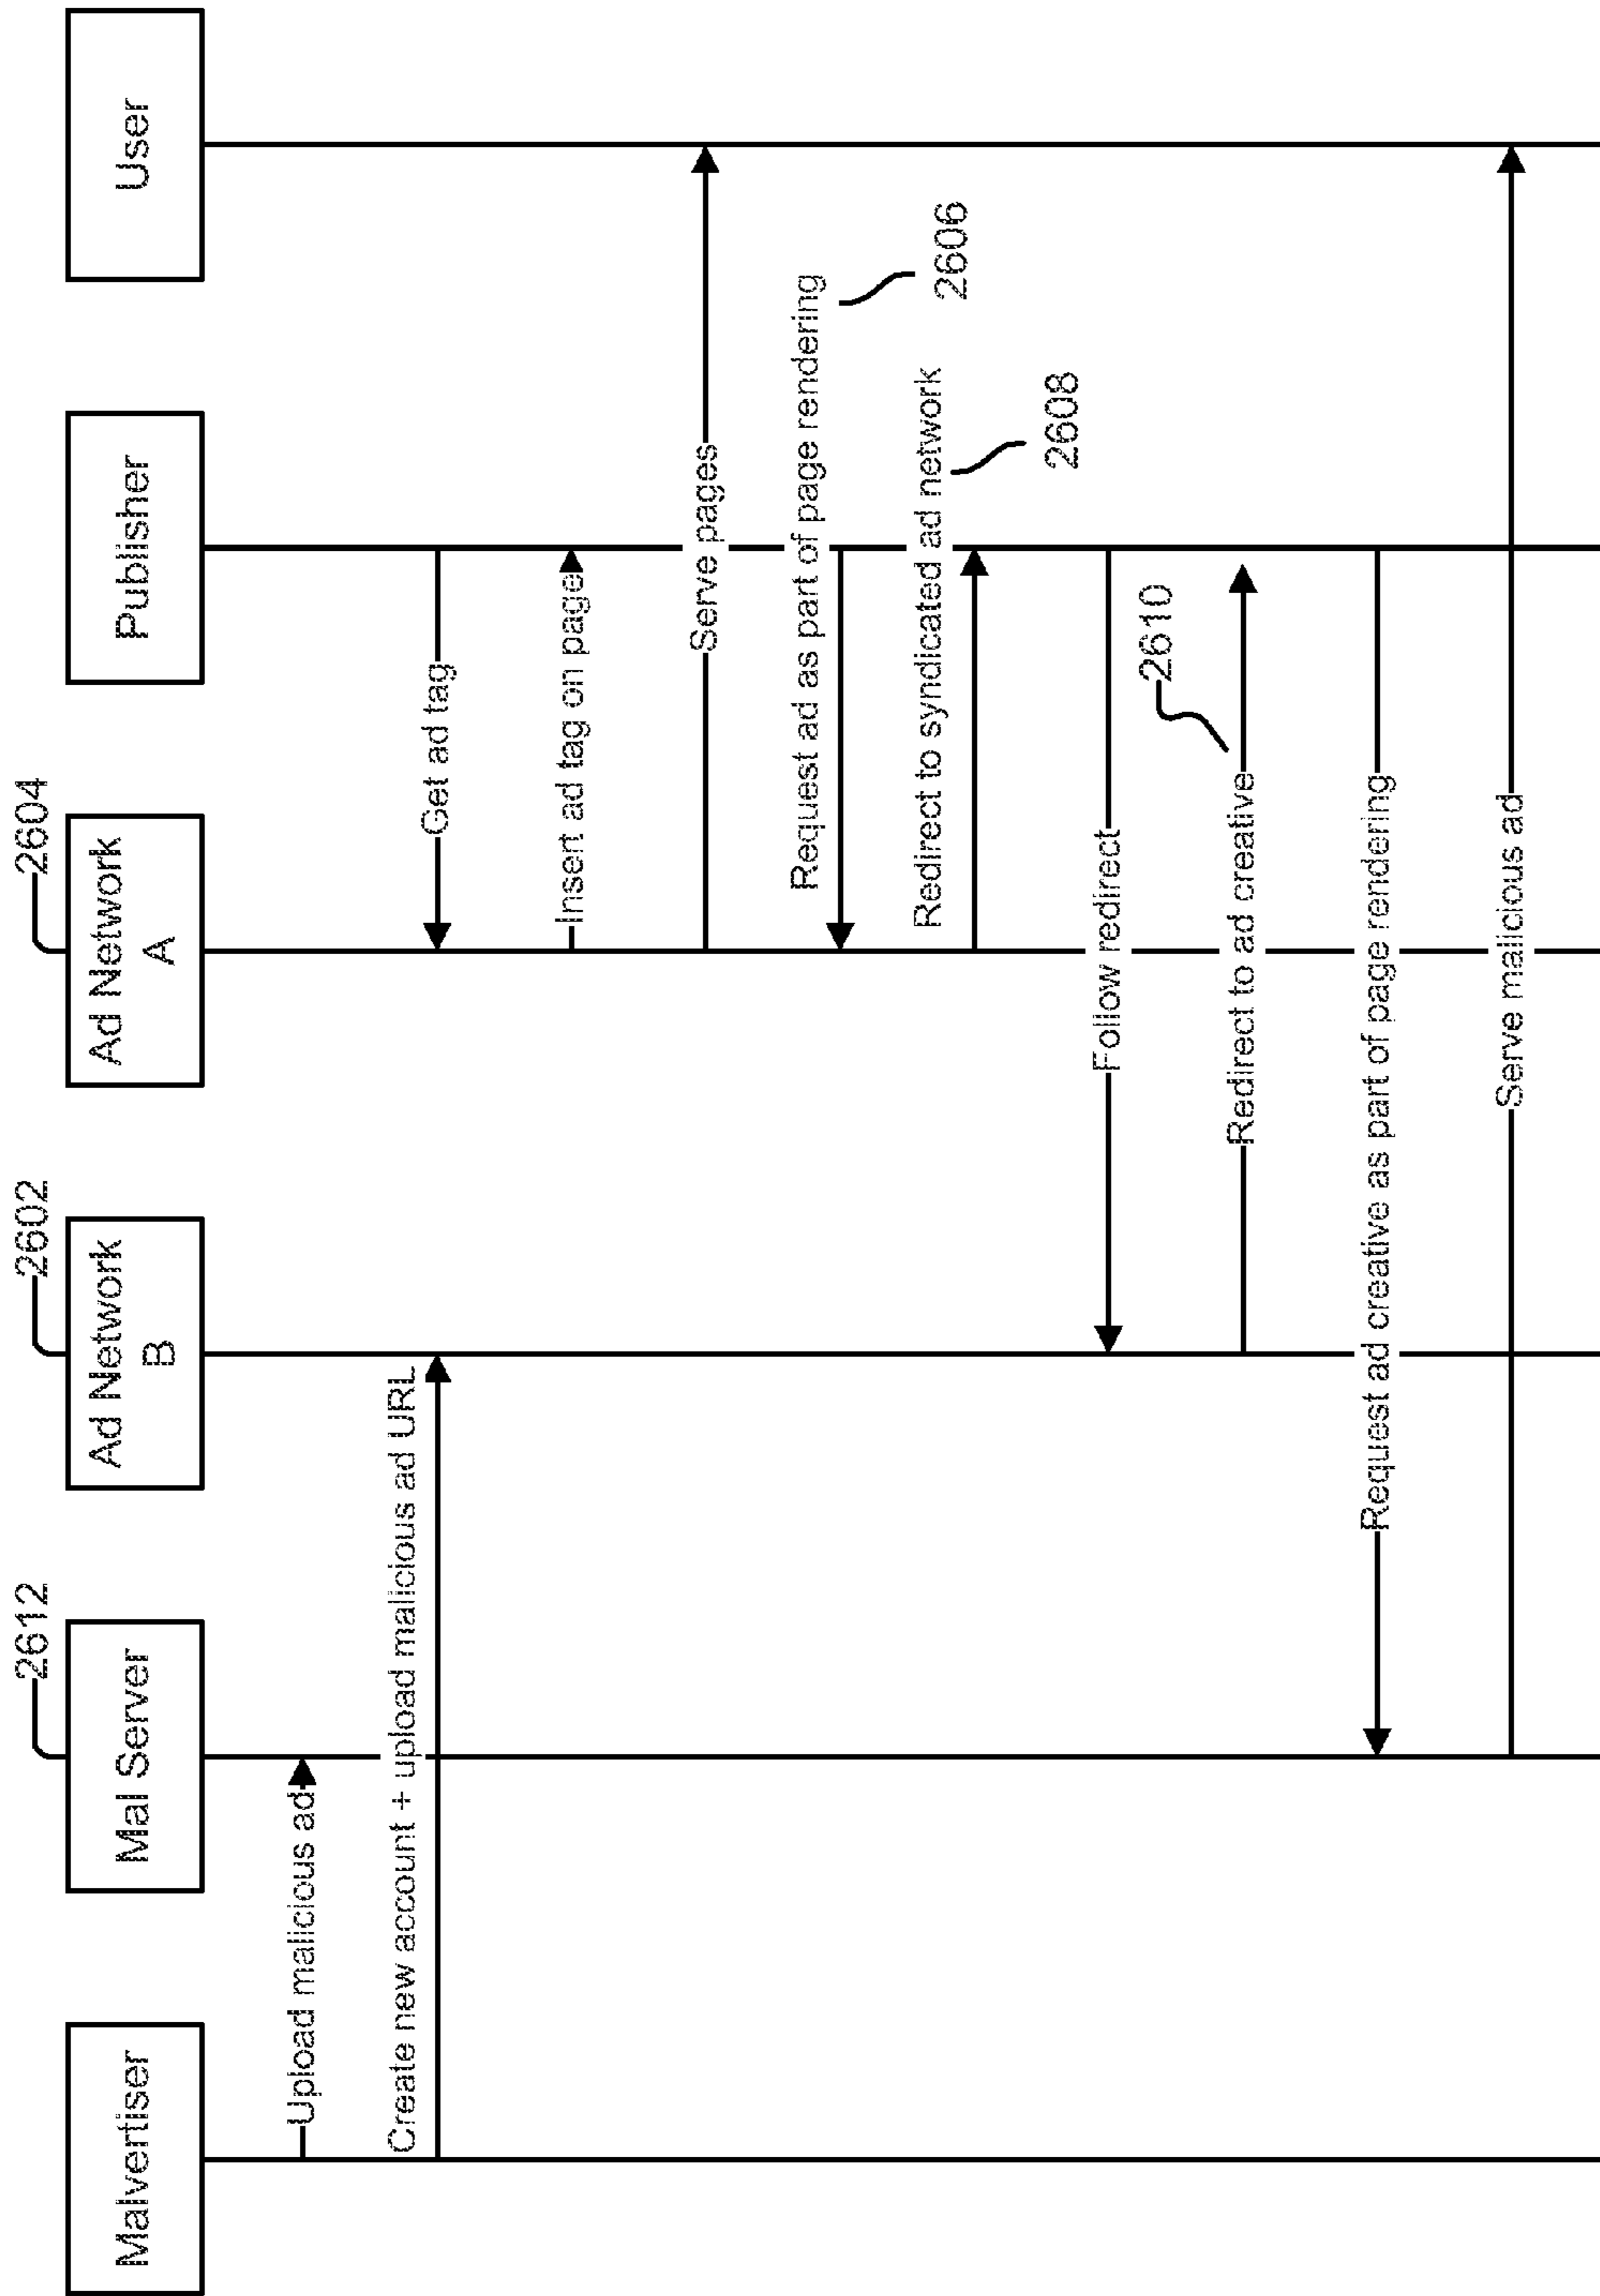 2612
2602
2604
Malvertiser
Mal Server
Ad Network
B
Ad Network
A
Publisher
User
Upload malicious ad
Create new account + upload malicious ad URL
Get ad tag
Insert ad tag on page
Serve pages
Request ad as part of page rendering
2606
Redirect to syndicated ad network
2608
Follow redirect
2610
Redirect to ad creative
Request ad creative as part of page rendering
Serve malicious ad